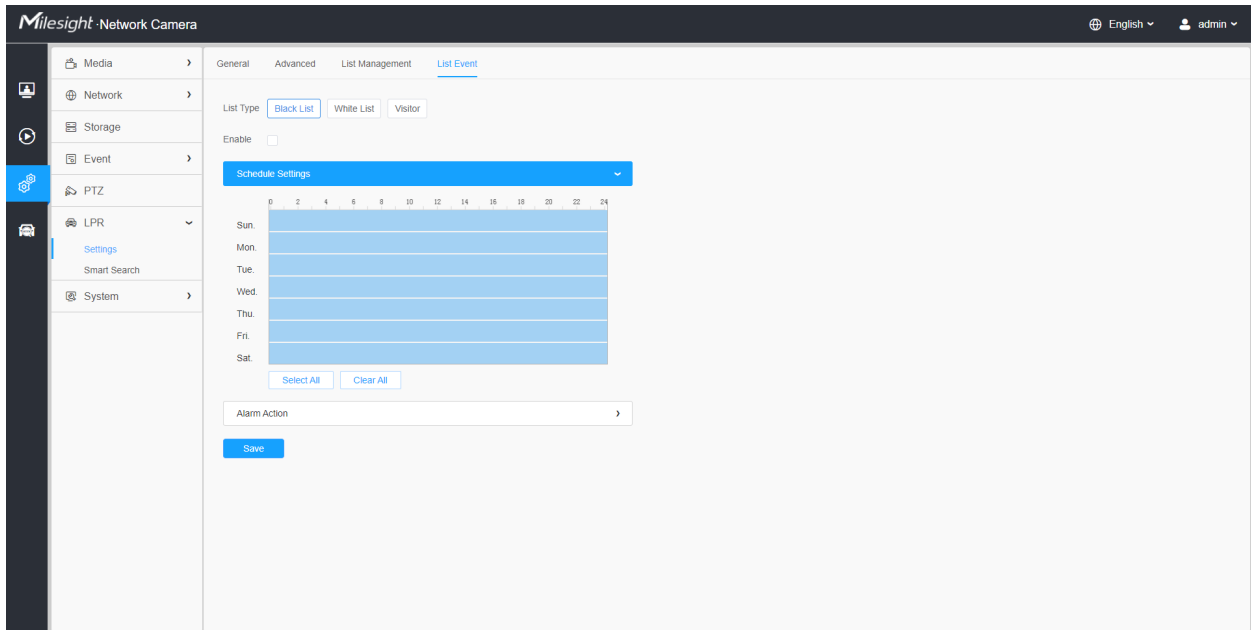 Milesight · Network Camera
English
admin
Media
Network
Storage
Event
PTZ
LPR
Settings
Smart Search
System
General Advanced List Management List Event
List Type Black List White List Visitor
Enable
Schedule Settings
0 2 4 6 8 10 12 14 16 18 20 22 24
Sun.
Mon.
Tue.
Wed.
Thu.
Fri.
Sat.
Select All Clear All
Alarm Action
Save